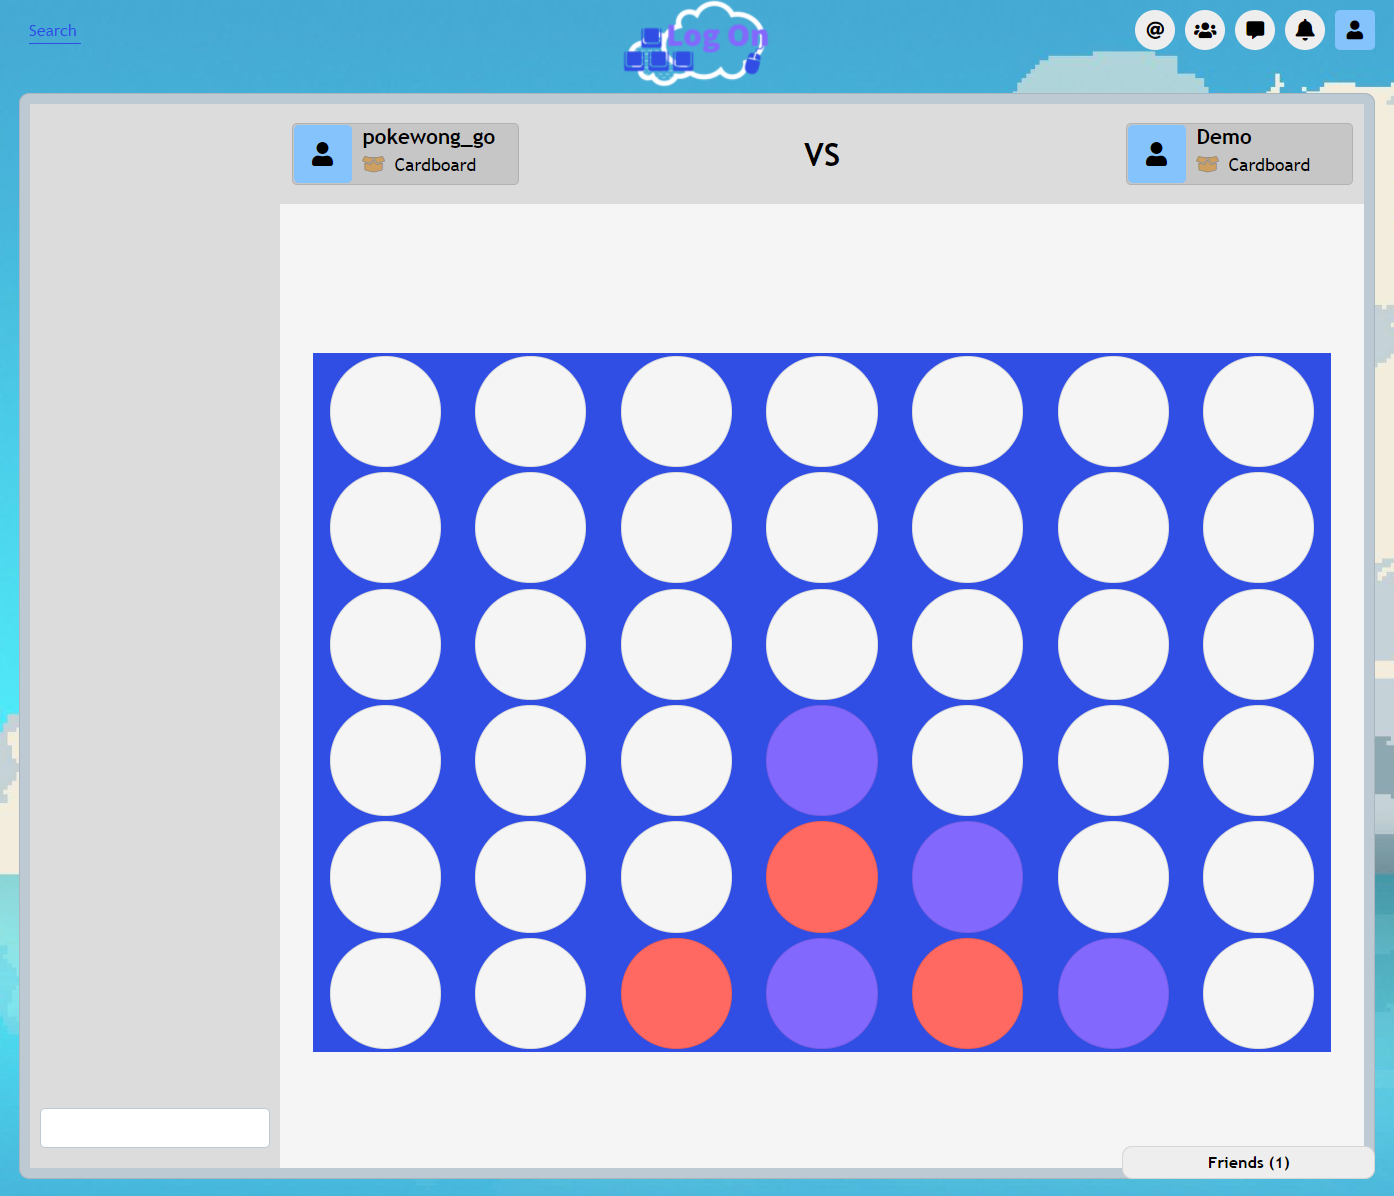 Search
Log On
@
pokewong_go
Cardboard
VS
Demo
Cardboard
Friends (1)